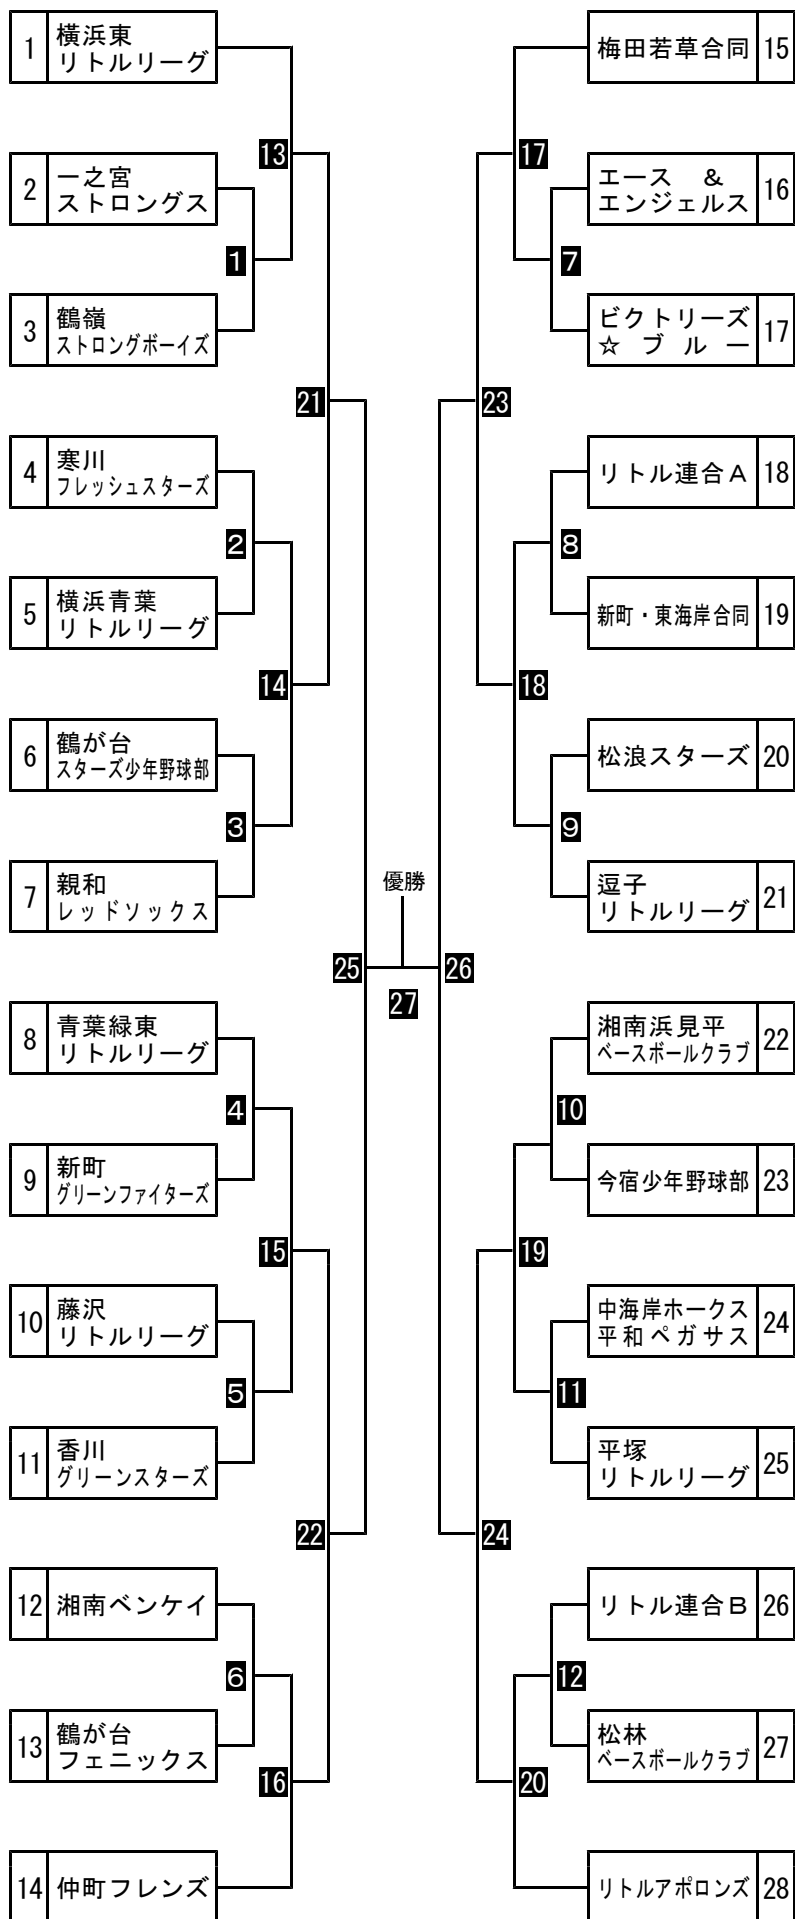 1
横浜東
リトルリーグ
2
一之宮
ストロングス
3
鶴嶺
ストロングボーイズ
4
寒川
フレッシュスターズ
5
横浜青葉
リトルリーグ
6
鶴が台
スターズ少年野球部
7
親和
レッドソックス
8
青葉緑東
リトルリーグ
9
新町
グリーンファイターズ
10
藤沢
リトルリーグ
11
香川
グリーンスターズ
12
湘南ベンケイ
13
鶴が台
フェニックス
14
仲町フレンズ
1
2
3
4
5
6
13
14
15
16
21
22
25
優勝
27
26
23
24
17
18
19
20
7
8
9
10
11
12
梅田若草合同
15
エース &
エンジェルス
16
ビクトリーズ
☆ ブルー
17
リトル連合A
18
新町・東海岸合同
19
松浪スターズ
20
逗子
リトルリーグ
21
湘南浜見平
ベースボールクラブ
22
今宿少年野球部
23
中海岸ホークス
平和ペガサス
24
平塚
リトルリーグ
25
リトル連合B
26
松林
ベースボールクラブ
27
リトルアポロンズ
28